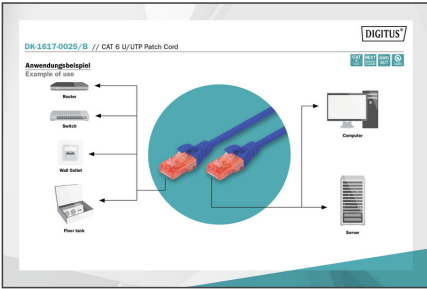 DIGITUS®
DK-1617-0025/B // CAT 6 U/UTP Patch Cord
Anwendungsbeispiel
Example of use
CAT
Router
Switch
Wall Outlet
Floor tank
Computer
Server